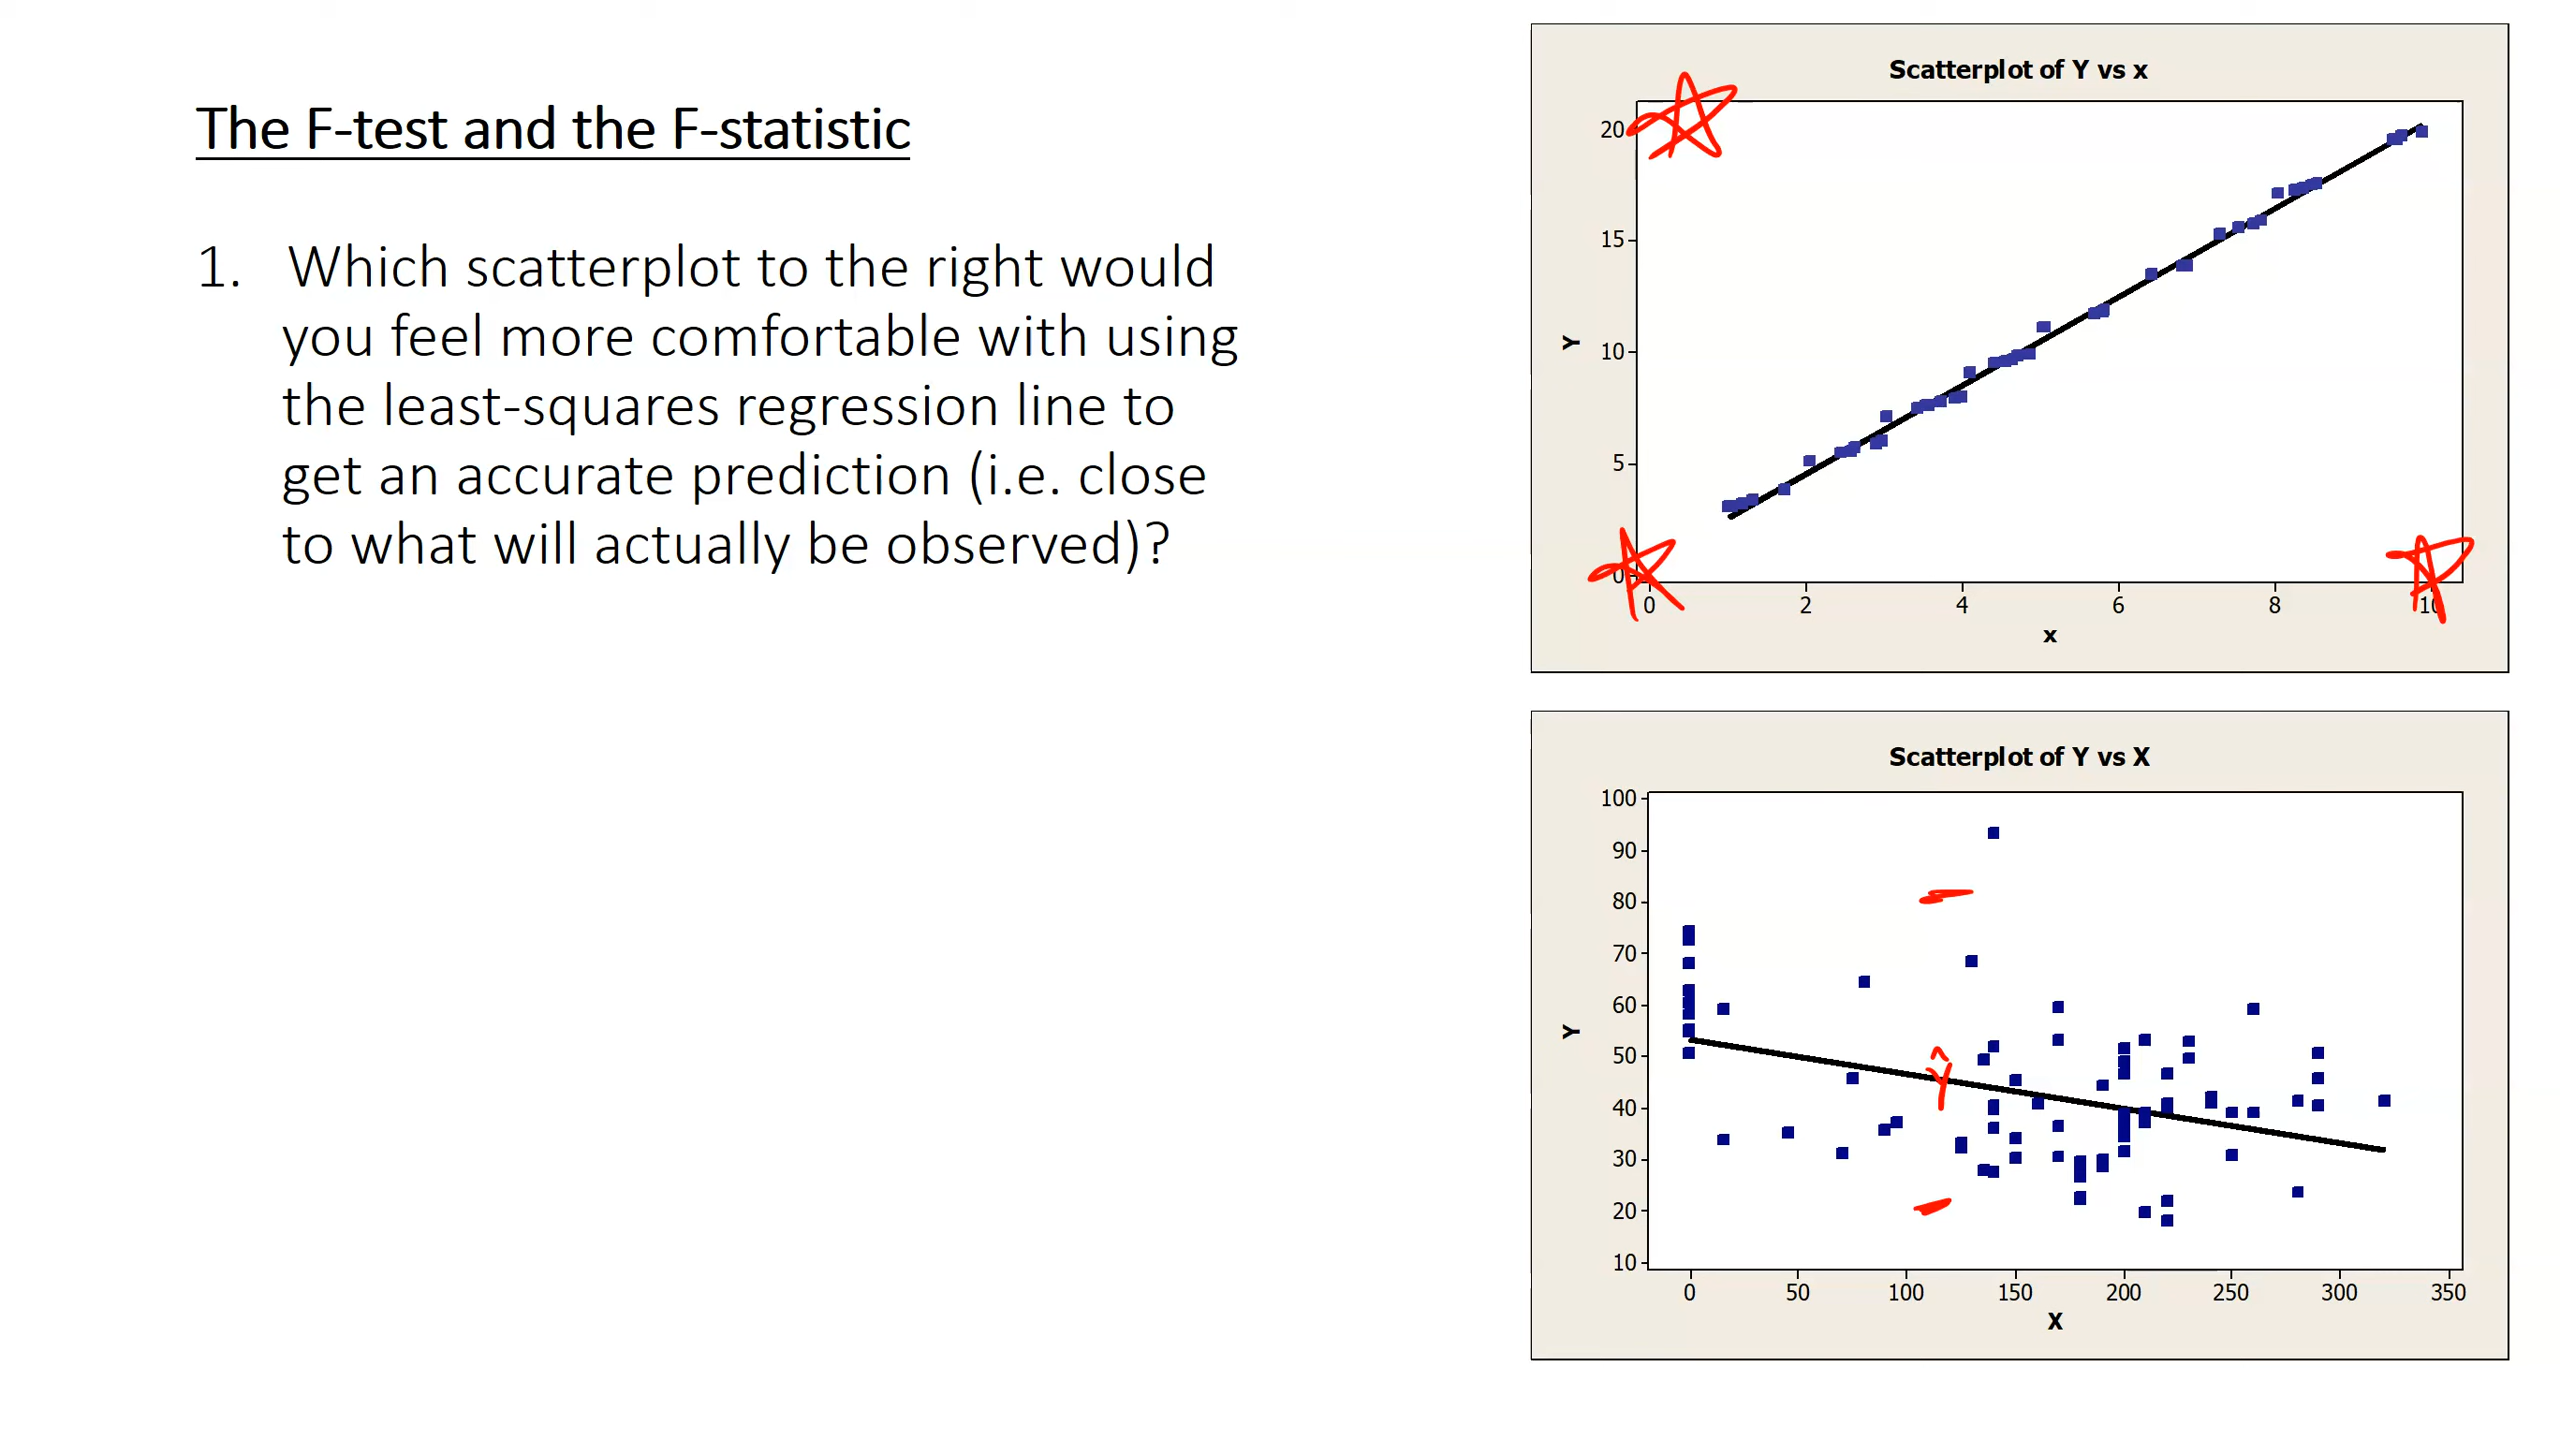 The F-test and the F-statistic
1. Which scatterplot to the right would
you feel more comfortable with using
the least-squares regression line to
get an accurate prediction (i.e. close
to what will actually be observed)?
Scatterplot of Y vs x
20
15
10
5
0
Y
0 2 4 6 8 10
x
Scatterplot of Y vs X
100
90
80
70
60
50
40
30
20
10
Y
Ŷ
0 50 100 150 200 250 300 350
X